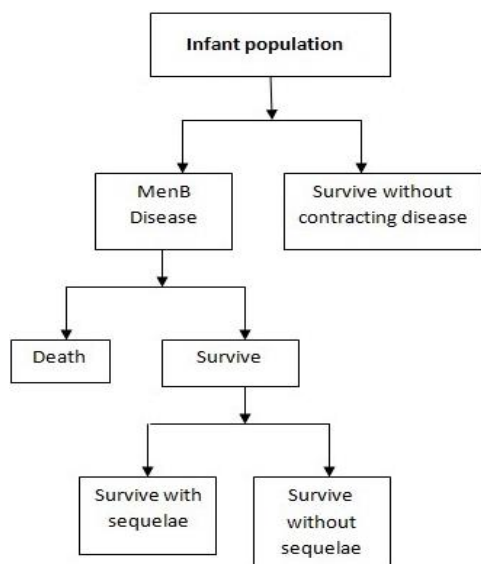 Infant population
MenB
Disease
Survive without
contracting disease
Death
Survive
Survive with
sequelae
Survive
without
sequelae